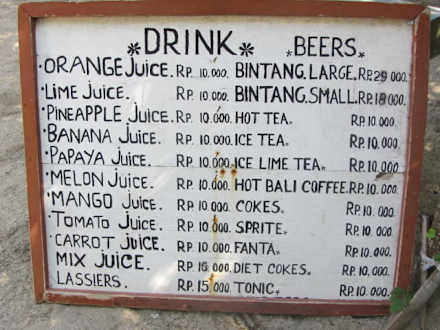 *DRINK* *BEERS*
·ORANGE JUICE. RP. 10.000. BINTANG.LARGE. RP.29 000.
·LIME JUICE. RP. 10.000. BINTANG.SMALL. RP.18 000.
·PINEAPPLE JUICE. RP. 10.000. HOT TEA. RP.10.000.
·BANANA JUICE. RP. 10.000. ICE TEA. RP.10.000.
·PAPAYA JUICE. RP. 10.000. ICE LIME TEA. RP.10.000
·MELON JUICE. RP. 10.000. HOT BALI COFFEE. RP.10.000.
·MANGO JUICE. RP. 10.000. COKES. RP.10.000.
·TOMATO JUICE. RP. 10.000. SPRITE. RP.10.000.
·CARROT JUICE. RP. 10.000. FANTA. RP.10.000.
MIX JUICE. RP. 15 000. DIET COKES. RP.10.000.
LASSIERS. RP. 15 000. TONIC. RP.10.000.